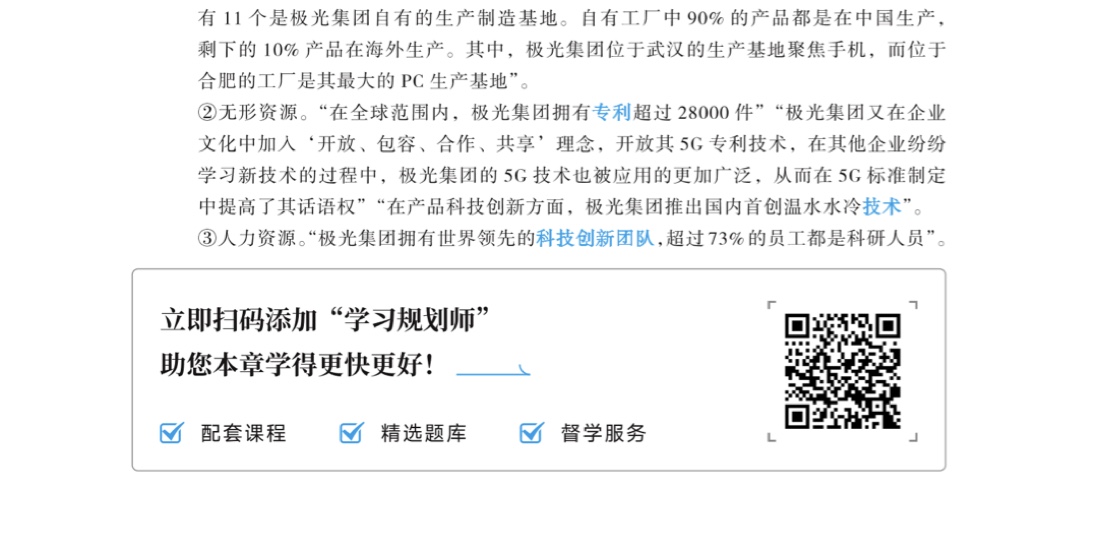 有 11 个是极光集团自有的生产制造基地。自有工厂中 90% 的产品都是在中国生产，
剩下的 10% 产品在海外生产。其中，极光集团位于武汉的生产基地聚焦手机，而位于
合肥的工厂是其最大的 PC 生产基地”。
②无形资源。“在全球范围内，极光集团拥有专利超过 28000 件”“极光集团又在企业
文化中加入‘开放、包容、合作、共享’理念，开放其 5G 专利技术，在其他企业纷纷
学习新技术的过程中，极光集团的 5G 技术也被应用的更加广泛，从而在 5G 标准制定
中提高了其话语权”“在产品科技创新方面，极光集团推出国内首创温水水冷技术”。
③人力资源。“极光集团拥有世界领先的科技创新团队，超过 73% 的员工都是科研人员”。
立即扫码添加“学习规划师”
助您本章学得更快更好！
配套课程 精选题库 督学服务